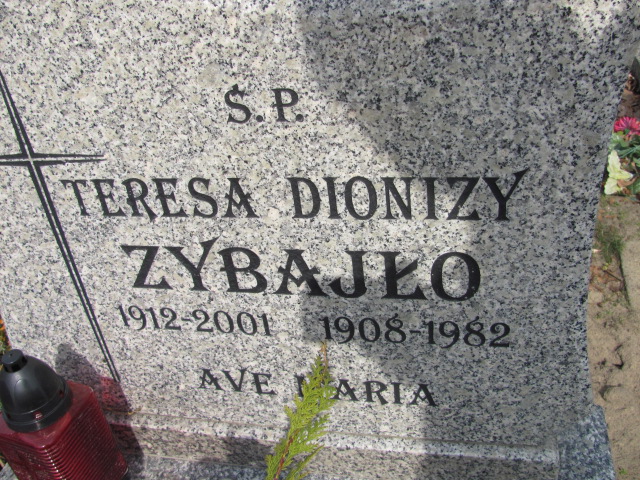 Ś.P.
TERESA DIONIZY
ZYBAJŁO
1912-2001 1908-1982
AVE MARIA